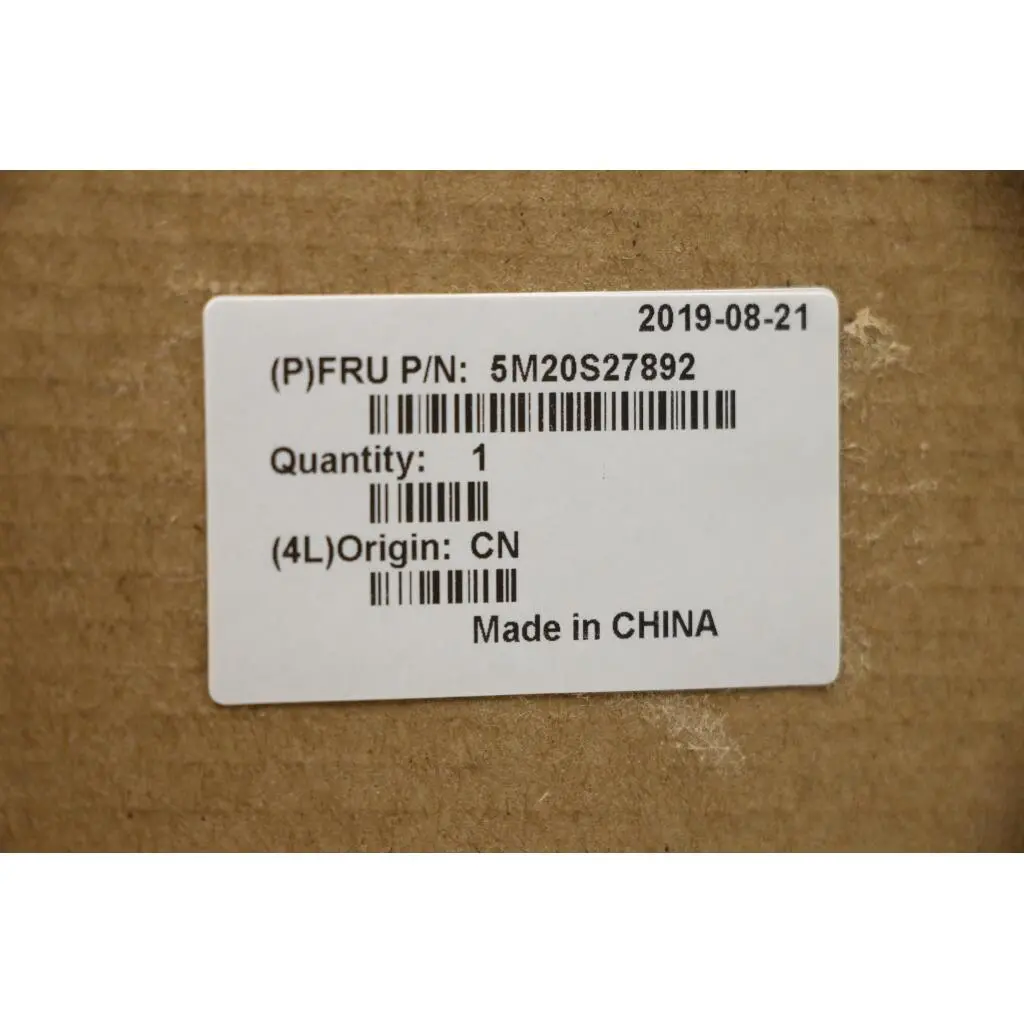 2019-08-21
(P)FRU P/N: 5M20S27892
Quantity: 1
(4L)Origin: CN
Made in CHINA